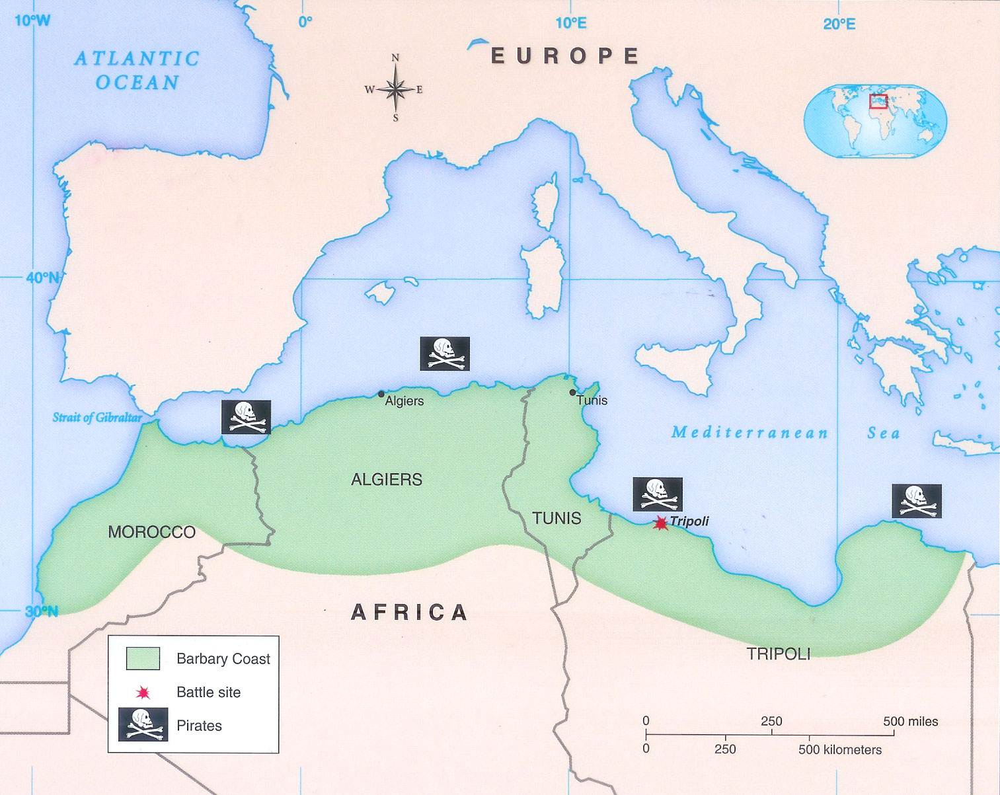 10°W
0°
10°E
20°E
ATLANTIC
OCEAN
EUROPE
N
W E
S
40°N
Algiers
Tunis
Strait of Gibraltar
Mediterranean Sea
ALGIERS
TUNIS
Tripoli
MOROCCO
30°N
AFRICA
TRIPOLI
Barbary Coast
Battle site
Pirates
0 250 500 miles
0 250 500 kilometers